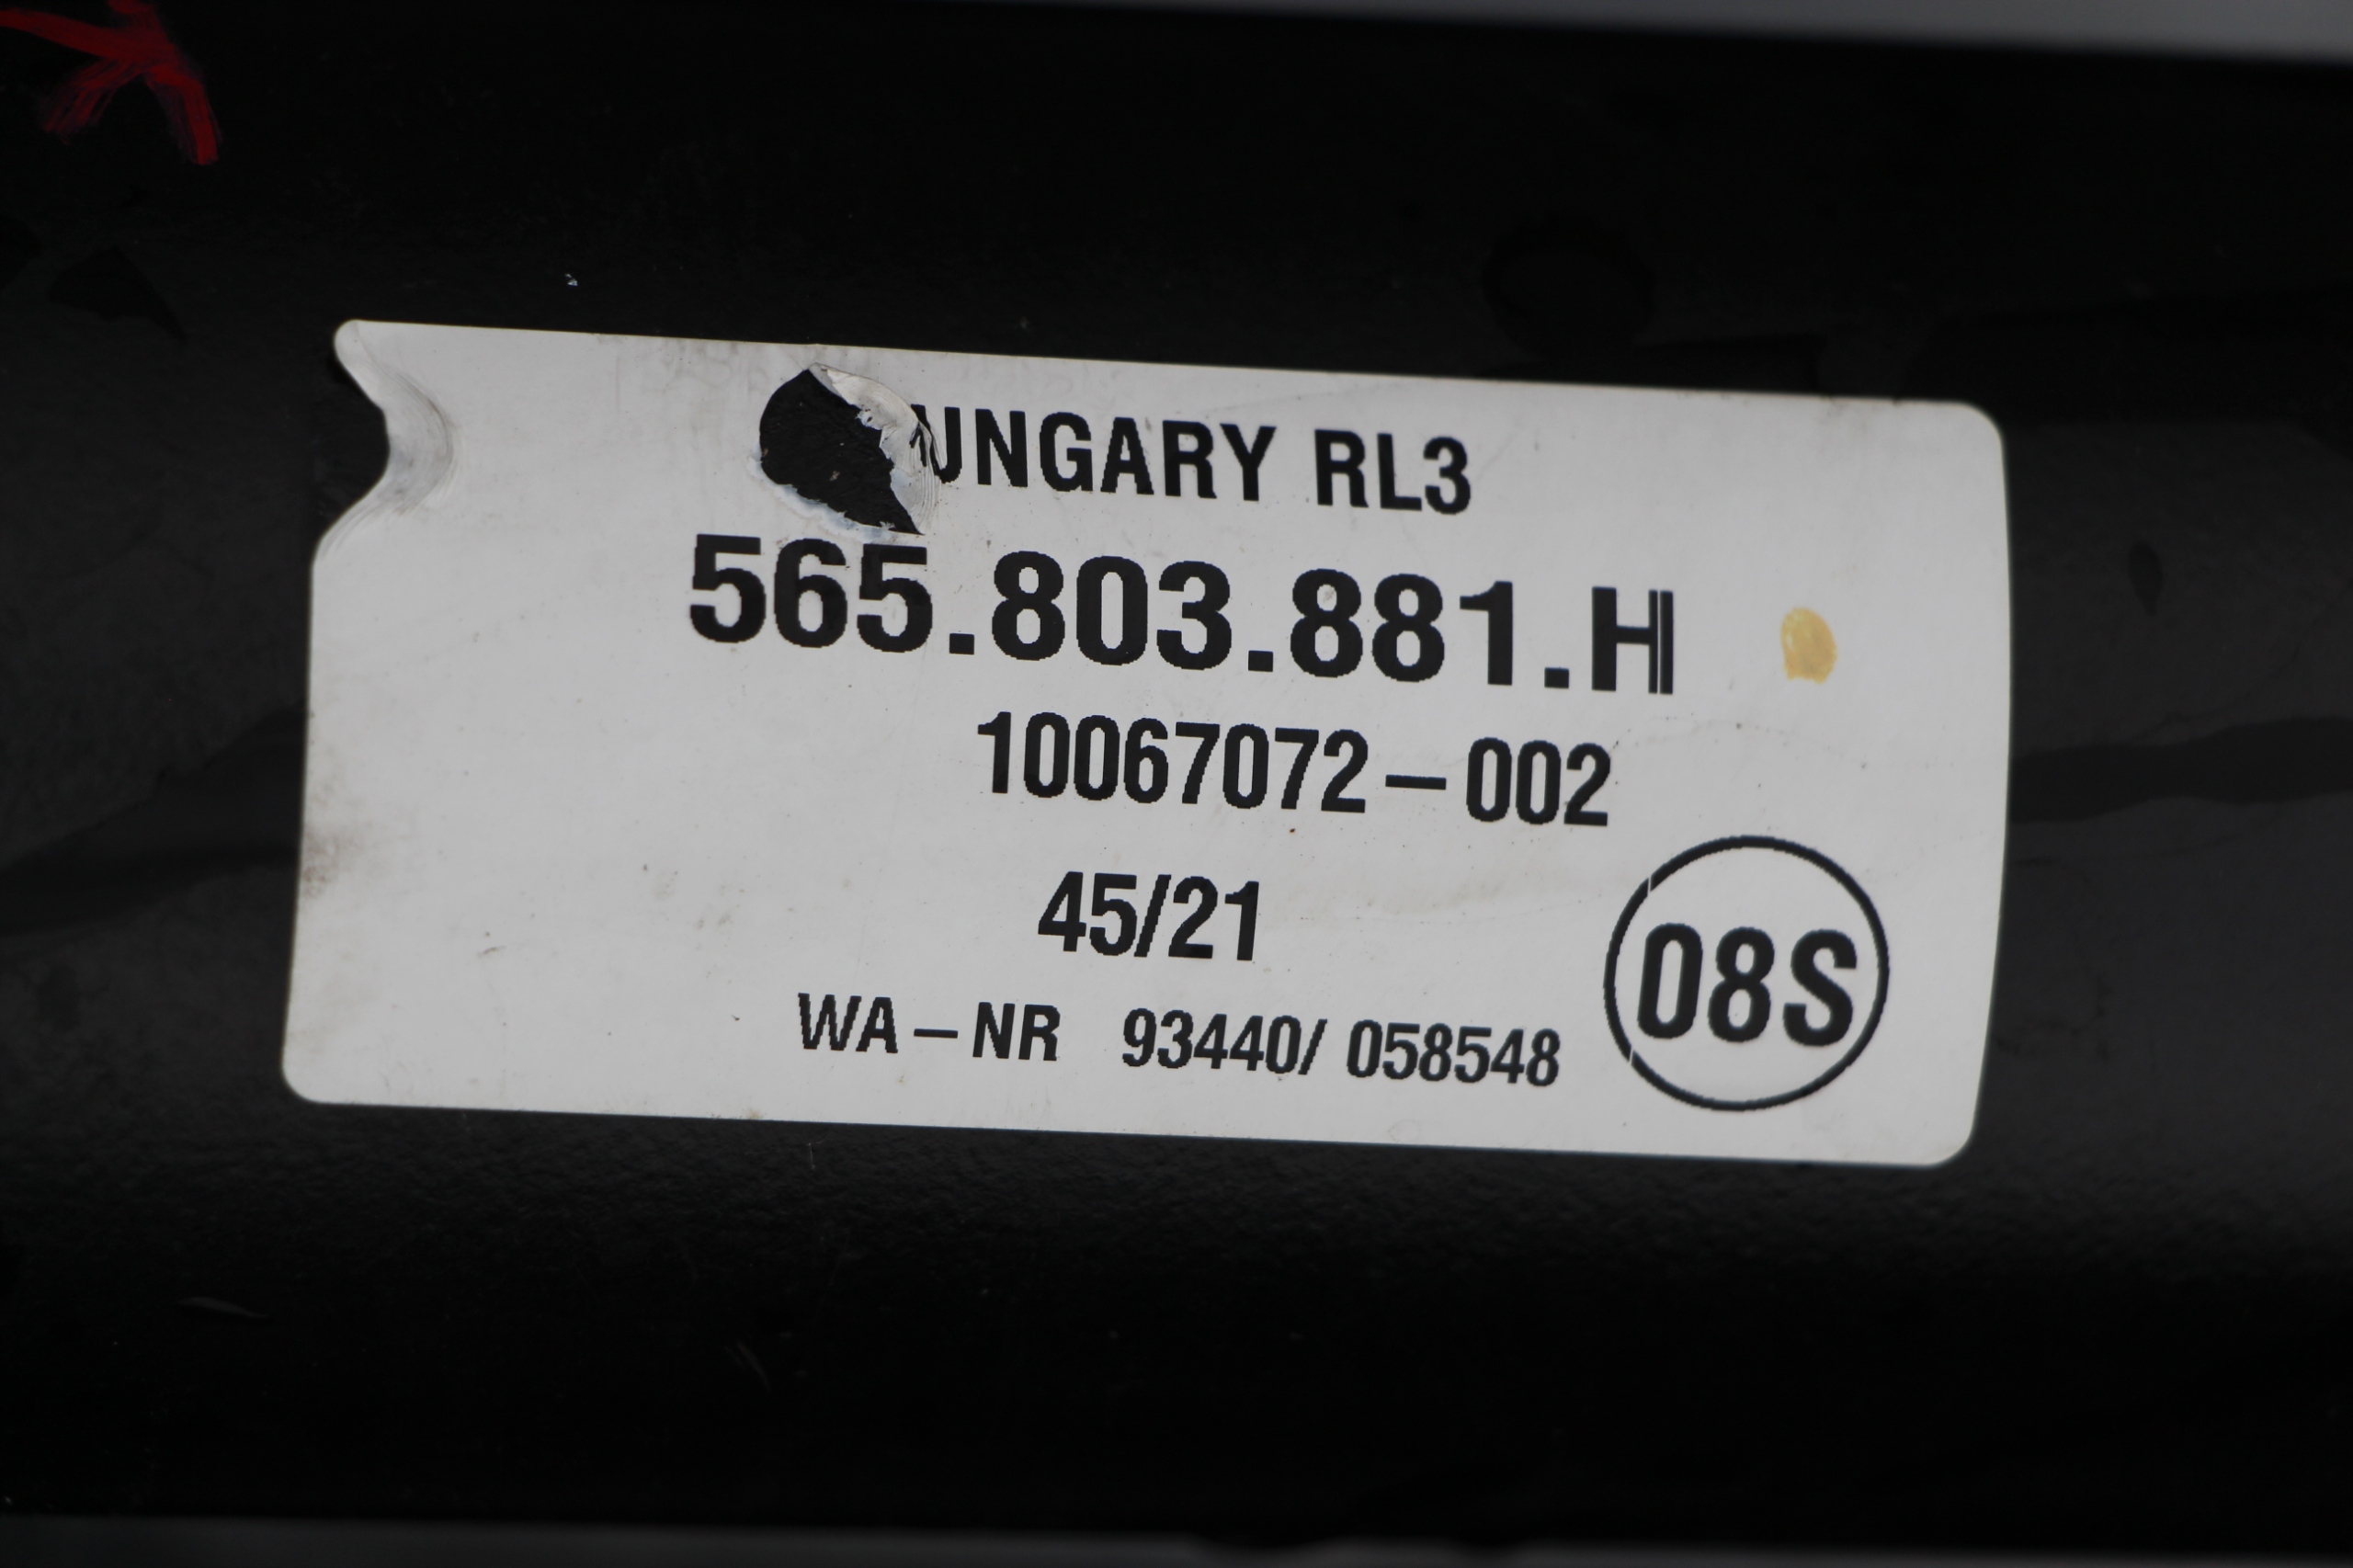 UNGARY RL3
565.803.881.H
10067072-002
45/21
08S
WA-NR 93440/ 058548